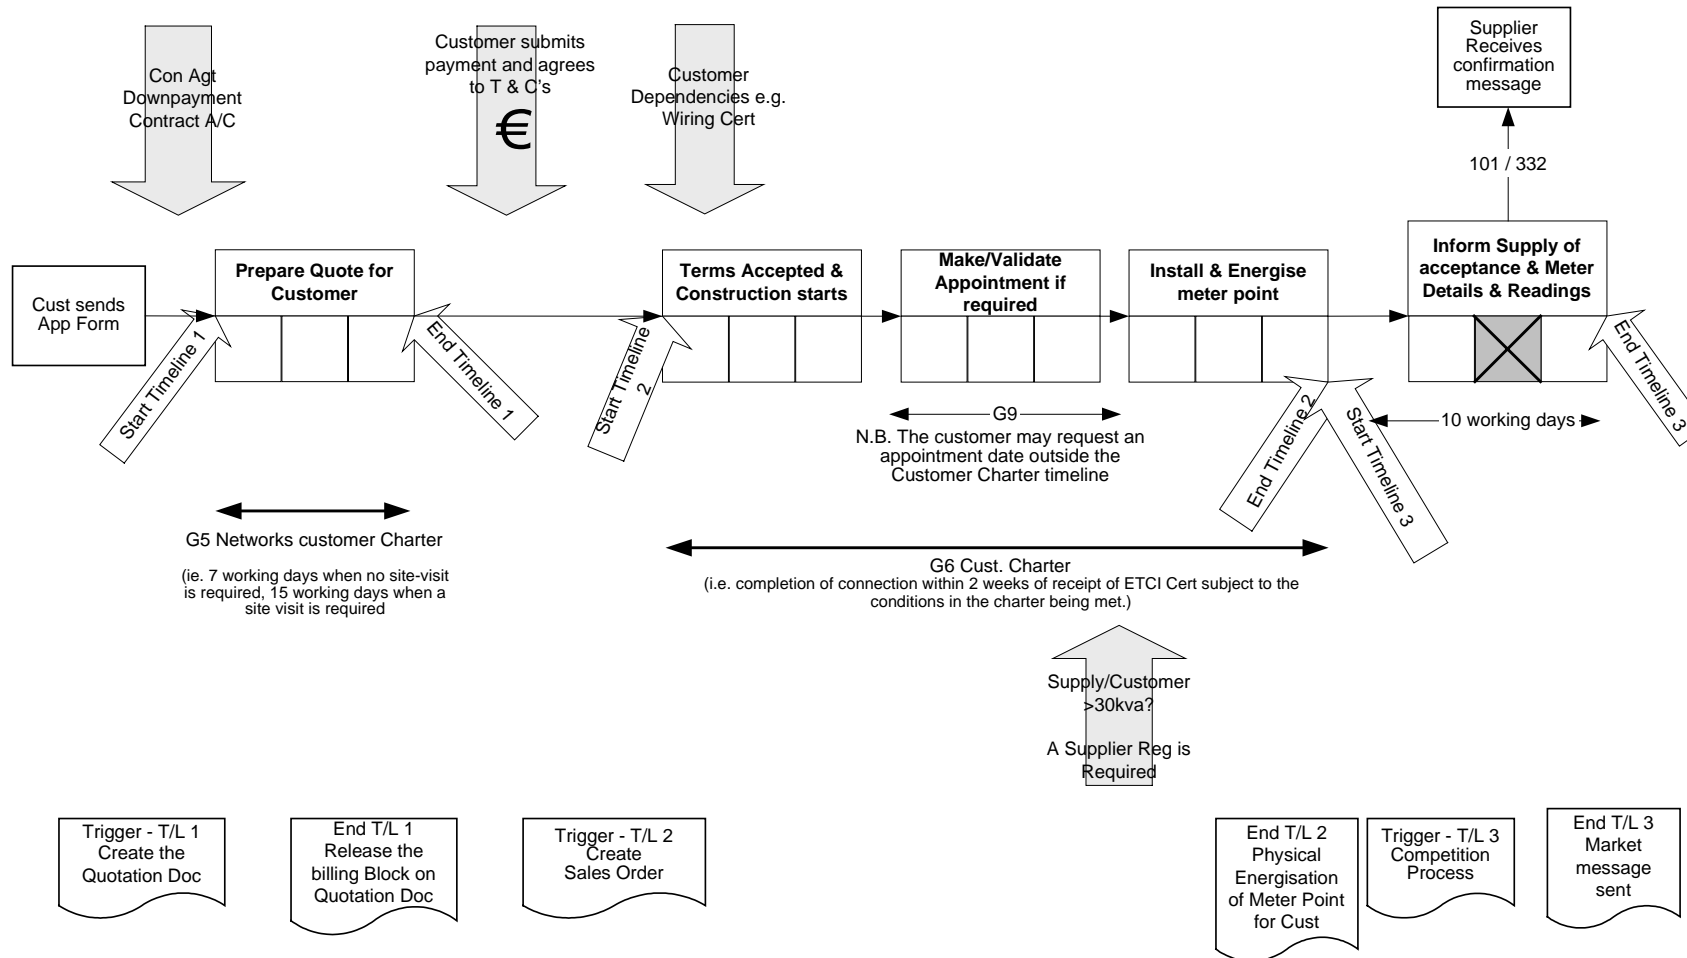 Con Agt
Downpayment
Contract A/C
Customer submits
payment and agrees
to T & C's
€
Customer
Dependencies e.g.
Wiring Cert
Supplier
Receives
confirmation
message
101 / 332
Cust sends
App Form
Prepare Quote for
Customer
Terms Accepted &
Construction starts
Make/Validate
Appointment if
required
Install & Energise
meter point
Inform Supply of
acceptance & Meter
Details & Readings
Start Timeline 1
End Timeline 1
Start Timeline
2
End Timeline 2
Start Timeline 3
End Timeline 3
G9
N.B. The customer may request an
appointment date outside the
Customer Charter timeline
10 working days
G5 Networks customer Charter
(ie. 7 working days when no site-visit
is required, 15 working days when a
site visit is required
G6 Cust. Charter
(i.e. completion of connection within 2 weeks of receipt of ETCI Cert subject to the
conditions in the charter being met.)
Supply/Customer
>30kva?
A Supplier Reg is
Required
Trigger - T/L 1
Create the
Quotation Doc
End T/L 1
Release the
billing Block on
Quotation Doc
Trigger - T/L 2
Create
Sales Order
End T/L 2
Physical
Energisation
of Meter Point
for Cust
Trigger - T/L 3
Competition
Process
End T/L 3
Market
message
sent